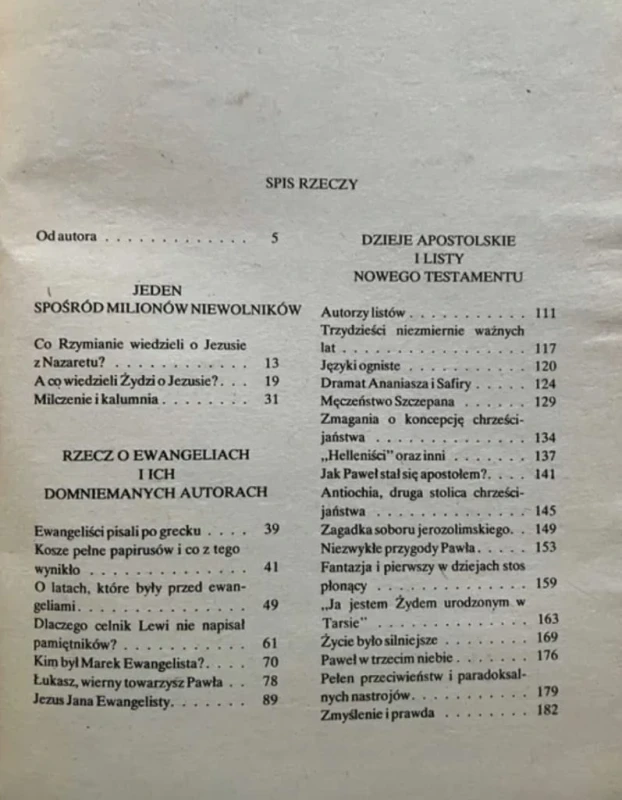 SPIS RZECZY
Od autora . . . . . . . . . . . . . 5
JEDEN
SPOŚRÓD MILIONÓW NIEWOLNIKÓW
Co Rzymianie wiedzieli o Jezusie
z Nazaretu? . . . . . . . . . . . . 13
A co wiedzieli Żydzi o Jezusie? . . . 19
Milczenie i kalumnia . . . . . . . . 31
RZECZ O EWANGELIACH
I ICH
DOMNIEMANYCH AUTORACH
Ewangeliści pisali po grecku . . . . 39
Kosze pełne papirusów i co z tego
wynikło . . . . . . . . . . . . . 41
O latach, które były przed ewan-
geliami . . . . . . . . . . . . . . 49
Dlaczego celnik Lewi nie napisał
pamiętników? . . . . . . . . . . . 61
Kim był Marek Ewangelista? . . . . 70
Łukasz, wierny towarzysz Pawła . . 78
Jezus Jana Ewangelisty . . . . . . . 89
DZIEJE APOSTOLSKIE
I LISTY
NOWEGO TESTAMENTU
Autorzy listów . . . . . . . . . . . 111
Trzydzieści niezmiernie ważnych
lat . . . . . . . . . . . . . . . . 117
Języki ogniste . . . . . . . . . . . 120
Dramat Ananiasza i Safiry . . . . . 124
Męczeństwo Szczepana . . . . . . . 129
Zmagania o koncepcję chrześci-
jaństwa . . . . . . . . . . . . . 134
„Helleniści” oraz inni . . . . . . . 137
Jak Paweł stał się apostołem? . . . . 141
Antiochia, druga stolica chrześci-
jaństwa . . . . . . . . . . . . . 145
Zagadka soboru jerozolimskiego . . 149
Niezwykłe przygody Pawła . . . . . 153
Fantazja i pierwszy w dziejach stos
płonący . . . . . . . . . . . . . 159
„Ja jestem Żydem urodzonym w
Tarsie” . . . . . . . . . . . . . . 163
Życie było silniejsze . . . . . . . . 169
Paweł w trzecim niebie . . . . . . . 176
Pełen przeciwieństw i paradoksal-
nych nastrojów . . . . . . . . . . . 179
Zmyślenie i prawda . . . . . . . . 182